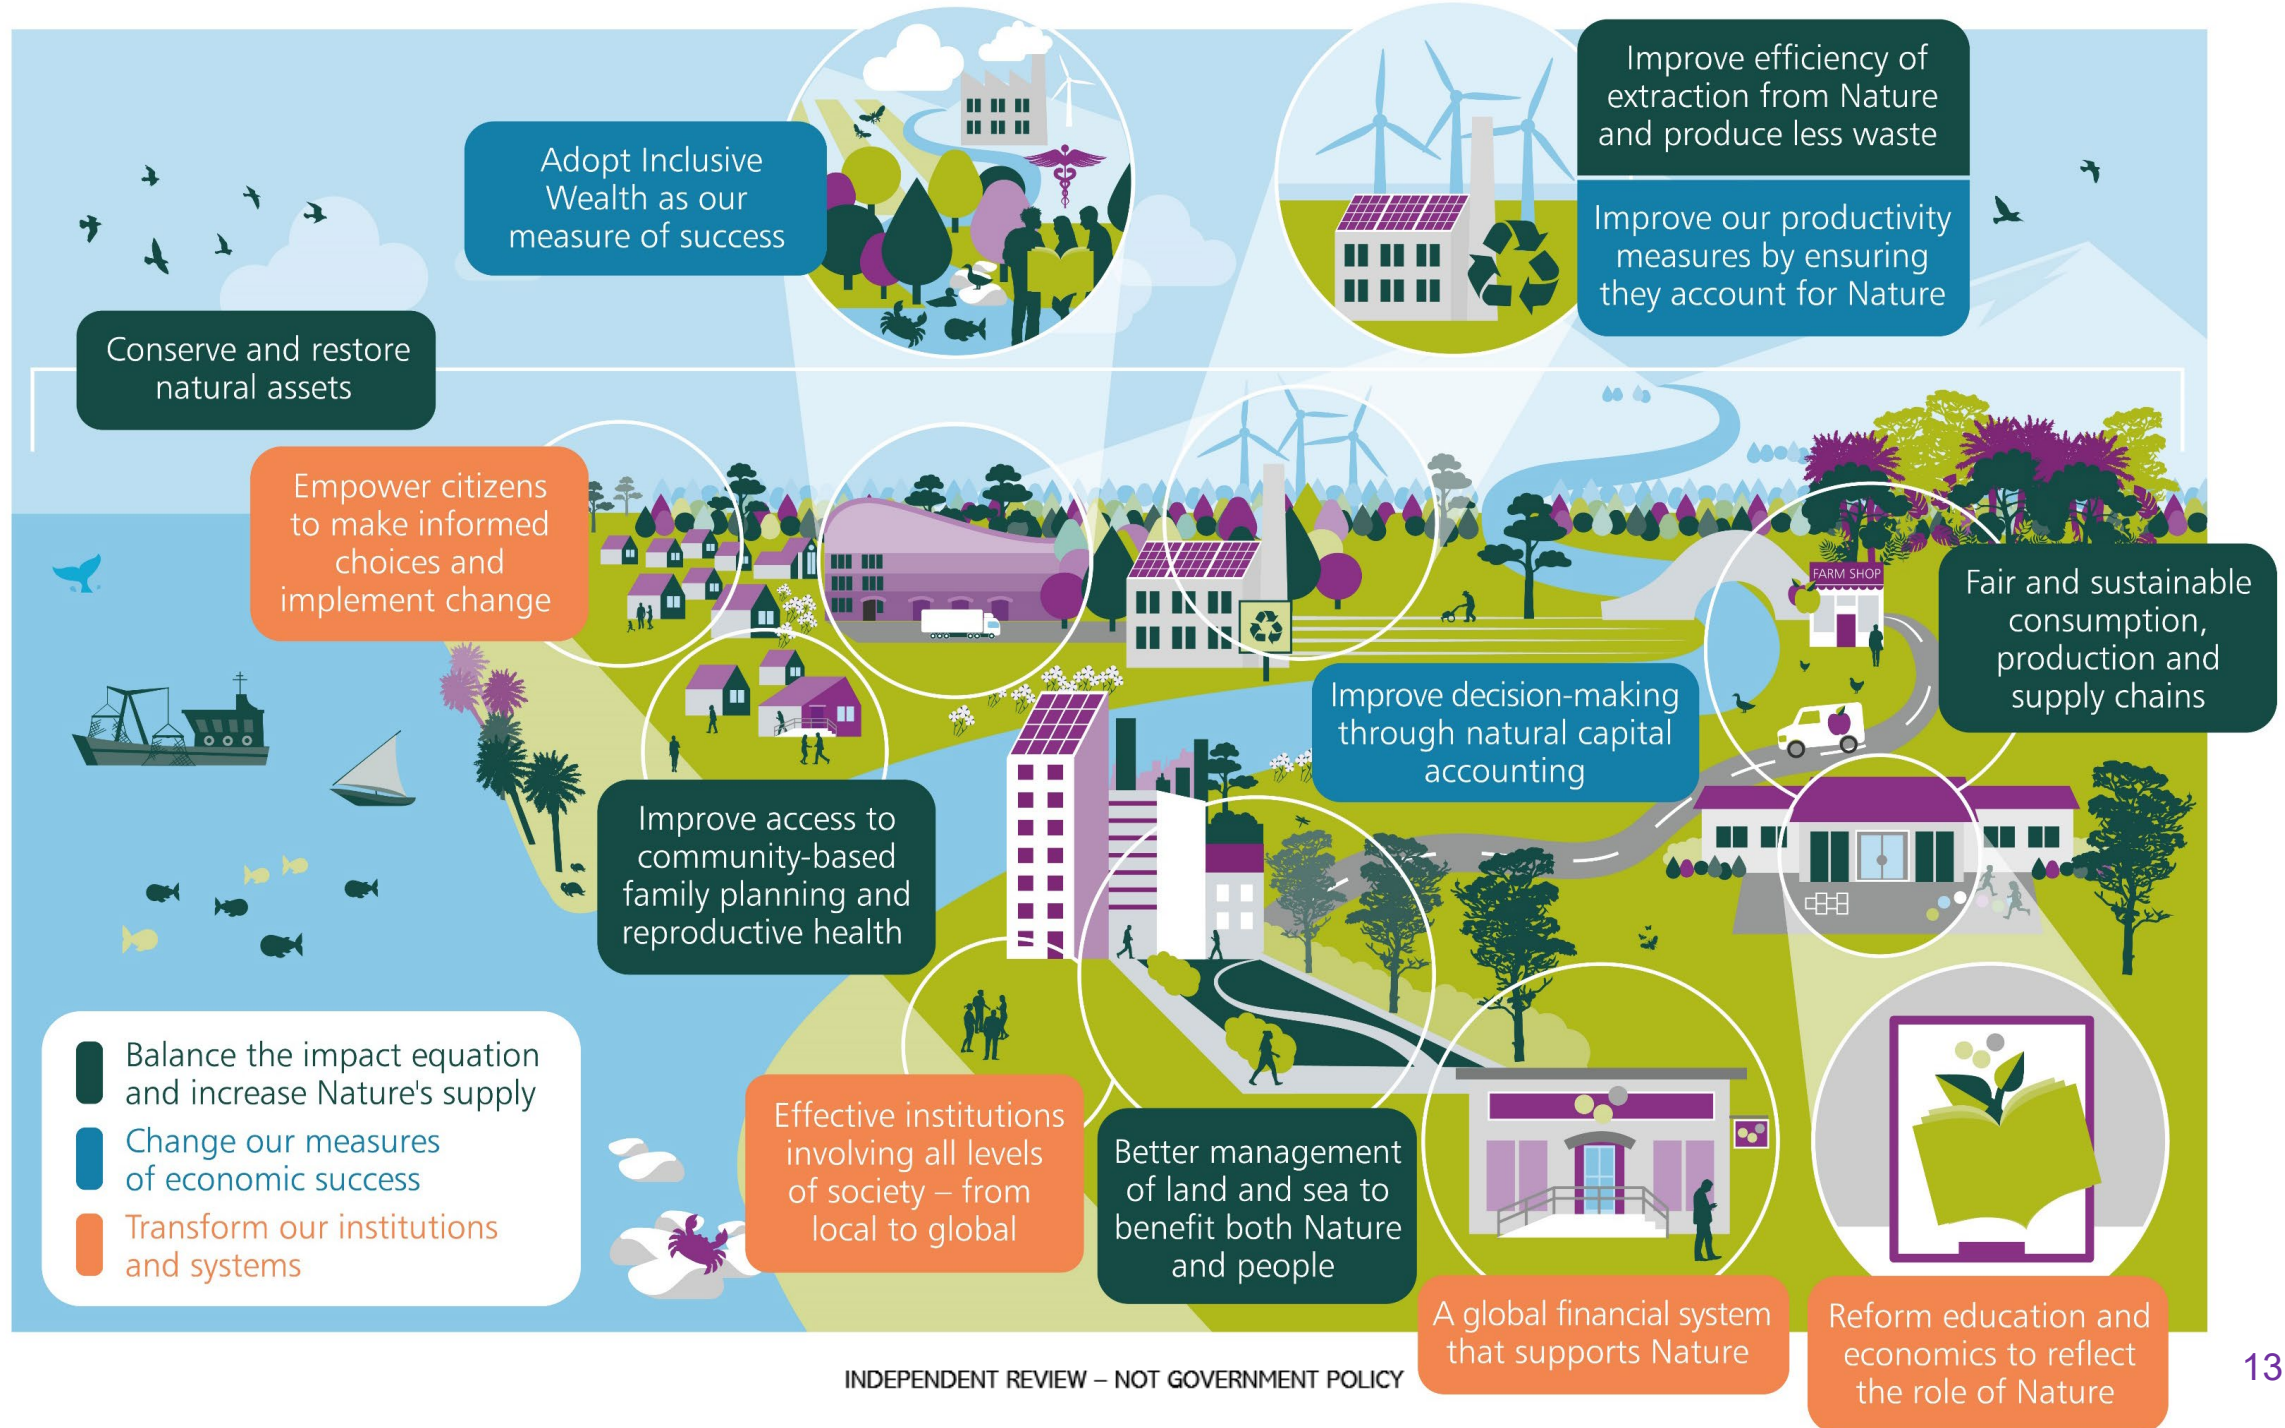 Improve efficiency of
extraction from Nature
and produce less waste
Adopt Inclusive
Wealth as our
measure of success
Improve our productivity
measures by ensuring
they account for Nature
Conserve and restore
natural assets
Empower citizens
to make informed
choices and
implement change
FARM SHOP
Fair and sustainable
consumption,
production and
supply chains
Improve decision-making
through natural capital
accounting
Improve access to
community-based
family planning and
reproductive health
Balance the impact equation
and increase Nature's supply
Change our measures
of economic success
Transform our institutions
and systems
Effective institutions
involving all levels
of society – from
local to global
Better management
of land and sea to
benefit both Nature
and people
A global financial system
that supports Nature
Reform education and
economics to reflect
the role of Nature
INDEPENDENT REVIEW – NOT GOVERNMENT POLICY
13